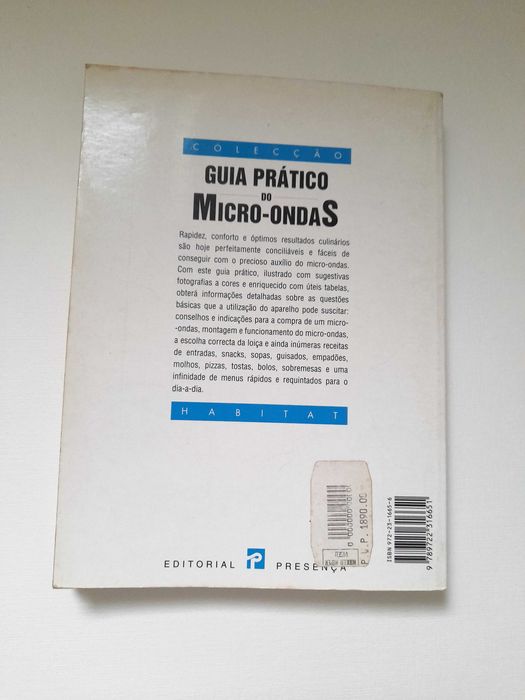 COLECÇÃO
GUIA PRÁTICO
DO
MICRO-ONDAS
Rapidez, conforto e óptimos resultados culinários
são hoje perfeitamente conciliáveis e fáceis de
conseguir com o precioso auxílio do micro-ondas.
Com este guia prático, ilustrado com sugestivas
fotografias a cores e enriquecido com úteis tabelas,
obterá informações detalhadas sobre as questões
básicas que a utilização do aparelho pode suscitar:
conselhos e indicações para a compra de um micro-
-ondas, montagem e funcionamento do micro-ondas,
a escolha correcta da loiça e ainda inúmeras receitas
de entradas, snacks, sopas, guisados, empadões,
molhos, pizzas, tostas, bolos, sobremesas e uma
infinidade de menus rápidos e requintados para o
dia-a-dia.
HABITAT
P.V.P. 1890.00
ISBN 972-23-1665-6
9 789722 316651
EDITORIAL PRESENÇA